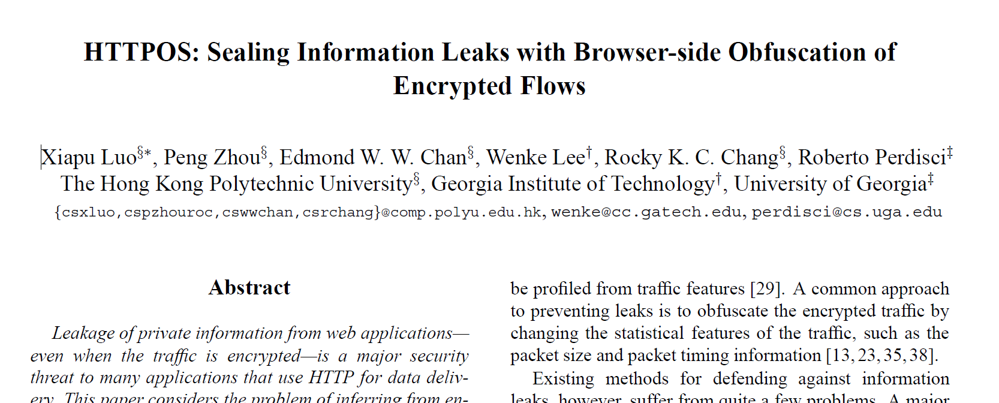 HTTPOS: Sealing Information Leaks with Browser-side Obfuscation of
Encrypted Flows
Xiapu Luo§*, Peng Zhou§, Edmond W. W. Chan§, Wenke Lee†, Rocky K. C. Chang§, Roberto Perdisci‡
The Hong Kong Polytechnic University§, Georgia Institute of Technology†, University of Georgia‡
{csxluo,cspzhouroc,cswwchan,csrchang}@comp.polyu.edu.hk, wenke@cc.gatech.edu, perdisci@cs.uga.edu
Abstract
Leakage of private information from web applications—
even when the traffic is encrypted—is a major security
threat to many applications that use HTTP for data deliv-
ery. This paper considers the problem of inferring from en-
be profiled from traffic features [29]. A common approach
to preventing leaks is to obfuscate the encrypted traffic by
changing the statistical features of the traffic, such as the
packet size and packet timing information [13, 23, 35, 38].
Existing methods for defending against information
leaks, however, suffer from quite a few problems. A major